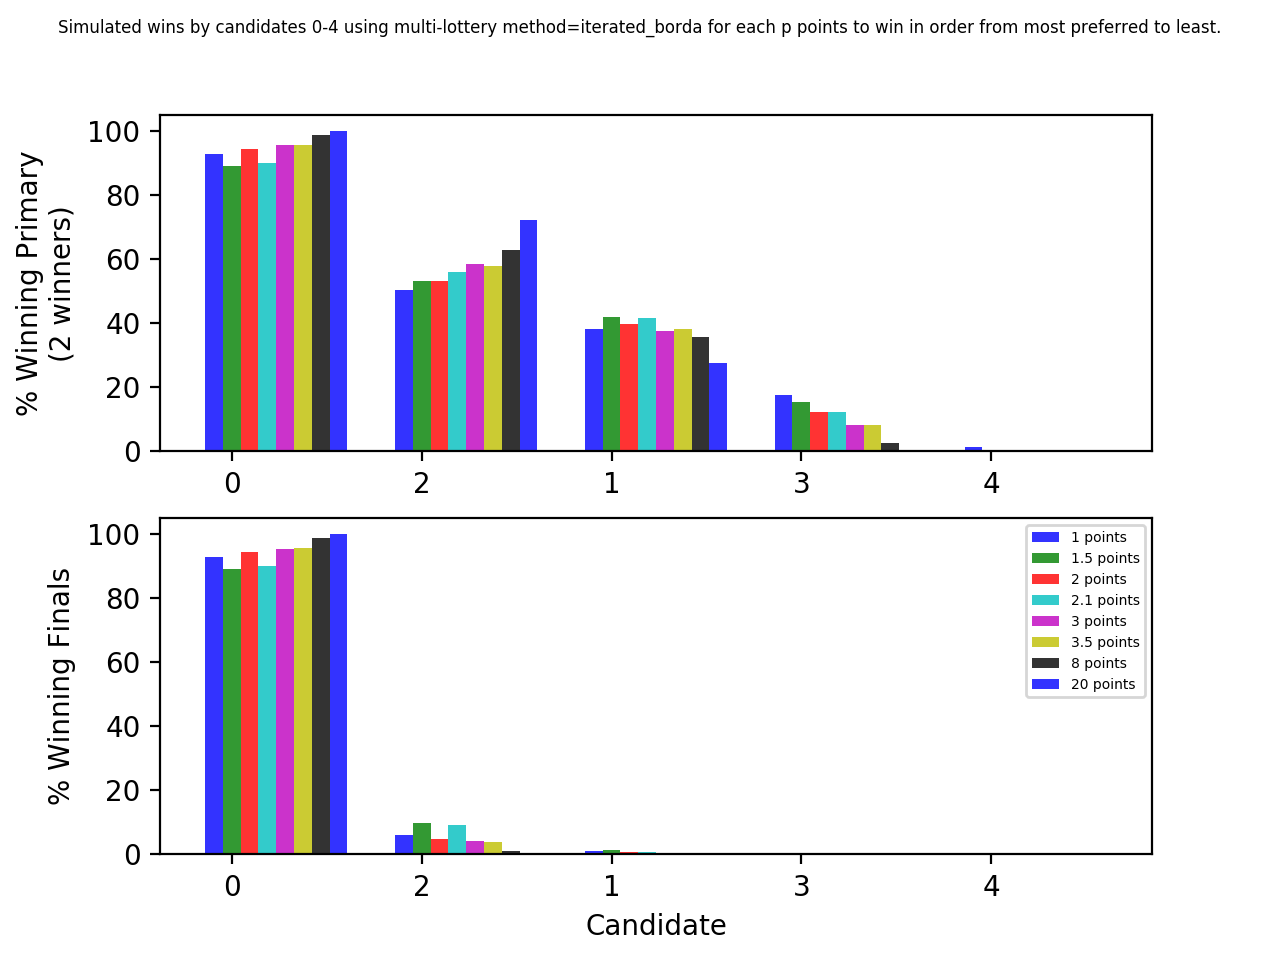 Simulated wins by candidates 0-4 using multi-lottery method=iterated_borda for each p points to win in order from most preferred to least.
% Winning Primary
(2 winners)
100
80
60
40
20
0
0 2 1 3 4
% Winning Finals
100
80
60
40
20
0
1 points
1.5 points
2 points
2.1 points
3 points
3.5 points
8 points
20 points
0 2 1 3 4
Candidate